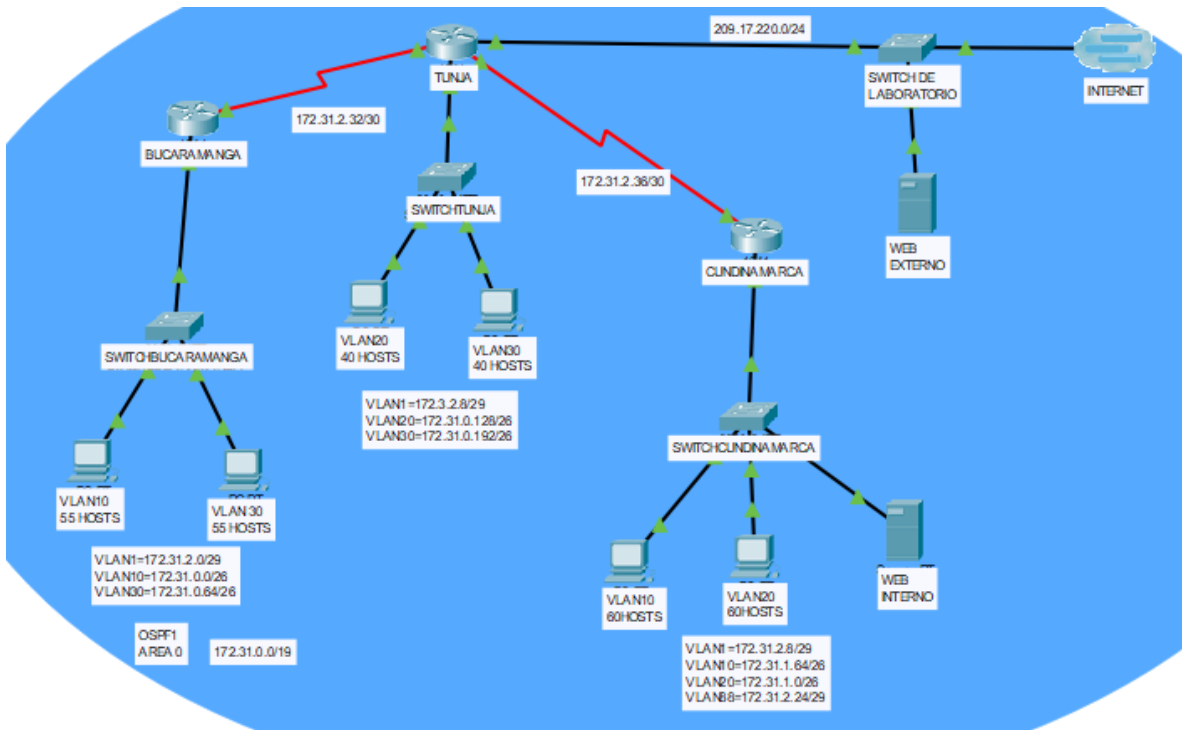 209.17.220.0/24
TUNJA
SWITCH DE
LABORATORIO
INTERNET
172.31.2.32/30
BUCARAMANGA
172.31.2.36/30
SWITCHTUNJA
WEB
EXTERNO
CUNDINAMARCA
VLAN20
40 HOSTS
VLAN30
40 HOSTS
SWITCHBUCARAMANGA
VLAN1=172.3.2.8/29
VLAN20=172.31.0.128/26
VLAN30=172.31.0.192/26
SWITCHCUNDINAMARCA
VLAN10
55 HOSTS
VLAN 30
55 HOSTS
VLAN1=172.31.2.0/29
VLAN10=172.31.0.0/26
VLAN30=172.31.0.64/26
VLAN10
60HOSTS
VLAN20
60HOSTS
WEB
INTERNO
OSPF1
AREA 0
172.31.0.0/19
VLAN1=172.31.2.8/29
VLAN10=172.31.1.64/26
VLAN20=172.31.1.0/26
VLAN88=172.31.2.24/29